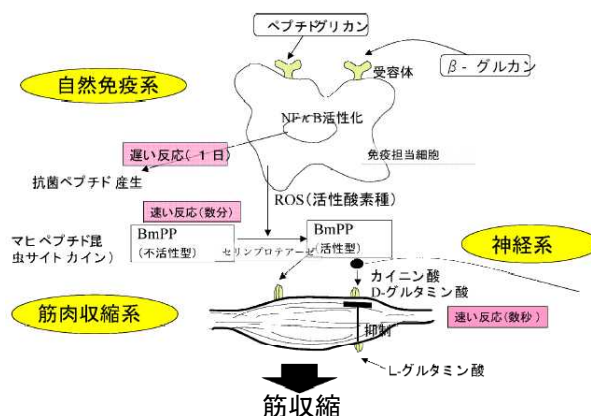 ペプチドグリカン
β-グルカン
受容体
自然免疫系
NFκB活性化
遅い反応(1日)
免疫担当細胞
抗菌ペプチド産生
ROS(活性酸素種)
速い反応(数分)
BmPP
(不活性型)
セリンプロテアーゼ
BmPP
(活性型)
マヒペプチド昆
虫サイトカイン)
神経系
カイニン酸
D-グルタミン酸
筋肉収縮系
速い反応(数秒)
抑制
L-グルタミン酸
筋収縮